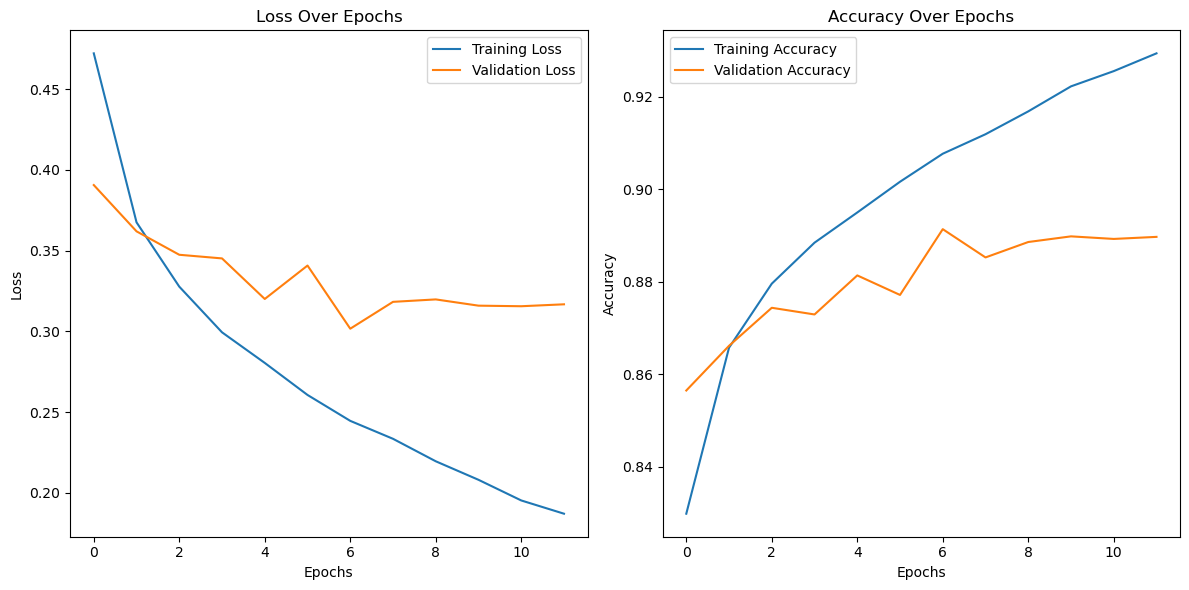 Loss Over Epochs
Training Loss
Validation Loss
0.45
0.40
0.35
0.30
0.25
0.20
Loss
0 2 4 6 8 10
Epochs
Accuracy Over Epochs
Training Accuracy
Validation Accuracy
0.92
0.90
0.88
0.86
0.84
Accuracy
0 2 4 6 8 10
Epochs